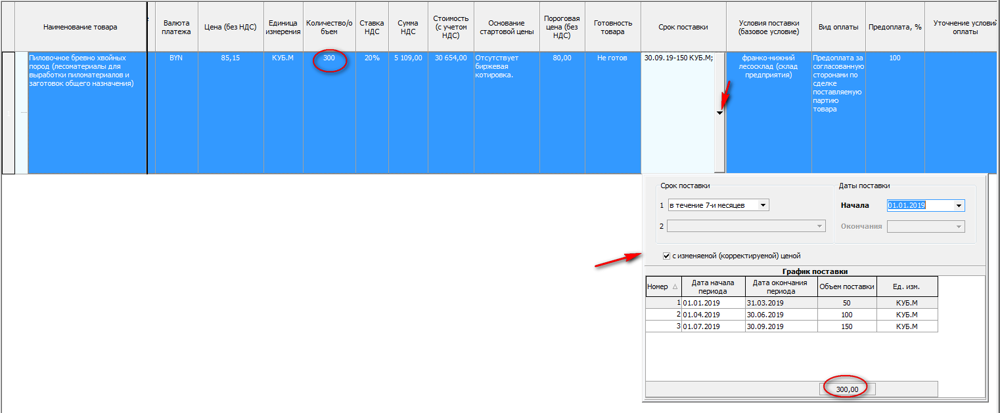 Наименование товара
Валюта
платежа
Цена (без НДС)
Единица
измерения
Количество/о
бъем
Ставка
НДС
Сумма
НДС
Стоимость
(с учетом
НДС)
Основание
стартовой цены
Пороговая
цена (без
НДС)
Готовность
товара
Срок поставки
Условия поставки
(базовое условие)
Вид оплаты
Предоплата, %
Уточнение условий
оплаты
1
Пиловочное бревно хвойных
пород (лесоматериалы для
выработки пиломатериалов и
заготовок общего назначения)
BYN
85,15
КУБ.М
300
20%
5 109,00
30 654,00
Отсутствует
биржевая
котировка.
80,00
Не готов
30.09.19-150 КУБ.М;
франко-нижний
лесосклад (склад
предприятия)
Предоплата за
согласованную
сторонами по
сделке
поставляемую
партию
товара
100
Срок поставки
1 в течение 7-и месяцев
2
Даты поставки
Начала 01.01.2019
Окончания
с изменяемой (корректируемой) ценой
График поставки
Номер
Дата начала
периода
Дата окончания
периода
Объем поставки
Ед. изм.
1 01.01.2019 31.03.2019 50 КУБ.М
2 01.04.2019 30.06.2019 100 КУБ.М
3 01.07.2019 30.09.2019 150 КУБ.М
300,00